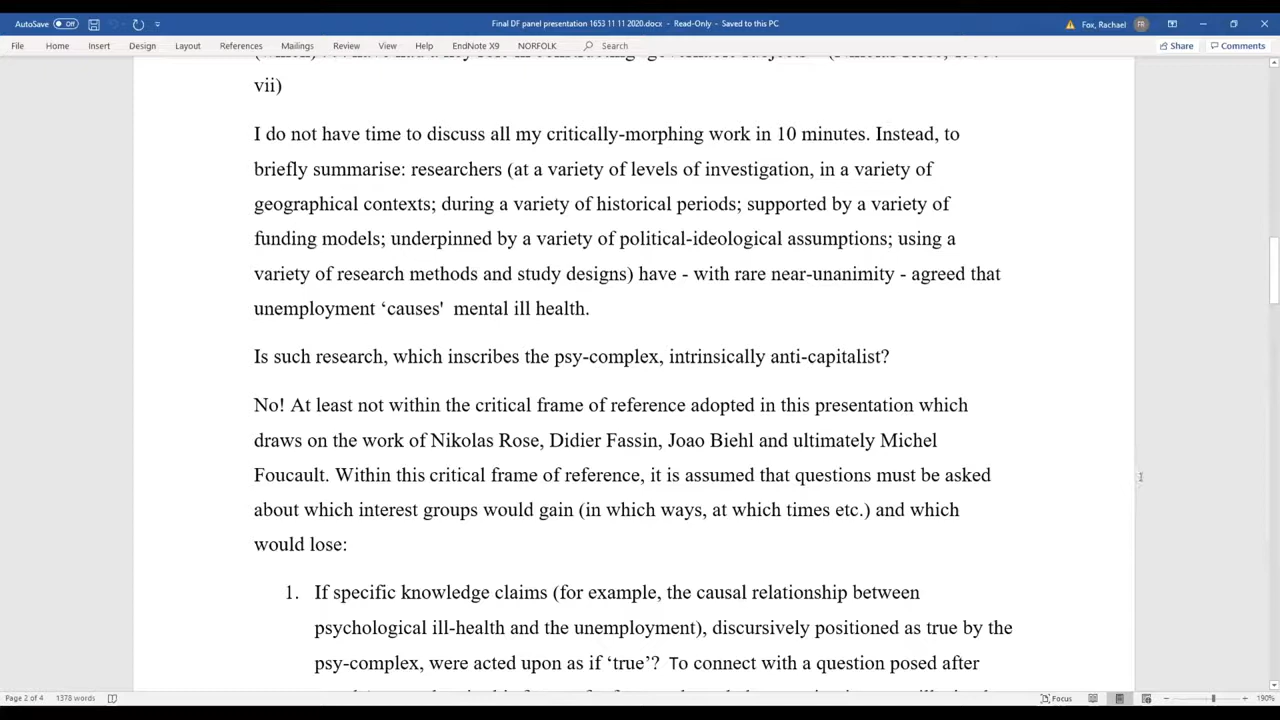 AutoSave Off
Final DF panel presentation 1653 11 11 2020.docx - Read-Only - Saved to this PC
Fox, Rachael FR
File Home Insert Design Layout References Mailings Review View Help EndNote X9 NORFOLK Search Share Comments
vii)
I do not have time to discuss all my critically-morphing work in 10 minutes. Instead, to
briefly summarise: researchers (at a variety of levels of investigation, in a variety of
geographical contexts; during a variety of historical periods; supported by a variety of
funding models; underpinned by a variety of political-ideological assumptions; using a
variety of research methods and study designs) have - with rare near-unanimity - agreed that
unemployment ‘causes' mental ill health.
Is such research, which inscribes the psy-complex, intrinsically anti-capitalist?
No! At least not within the critical frame of reference adopted in this presentation which
draws on the work of Nikolas Rose, Didier Fassin, Joao Biehl and ultimately Michel
Foucault. Within this critical frame of reference, it is assumed that questions must be asked
about which interest groups would gain (in which ways, at which times etc.) and which
would lose:
1. If specific knowledge claims (for example, the causal relationship between
psychological ill-health and the unemployment), discursively positioned as true by the
psy-complex, were acted upon as if ‘true’? To connect with a question posed after
Page 2 of 4 1378 words Focus 190%